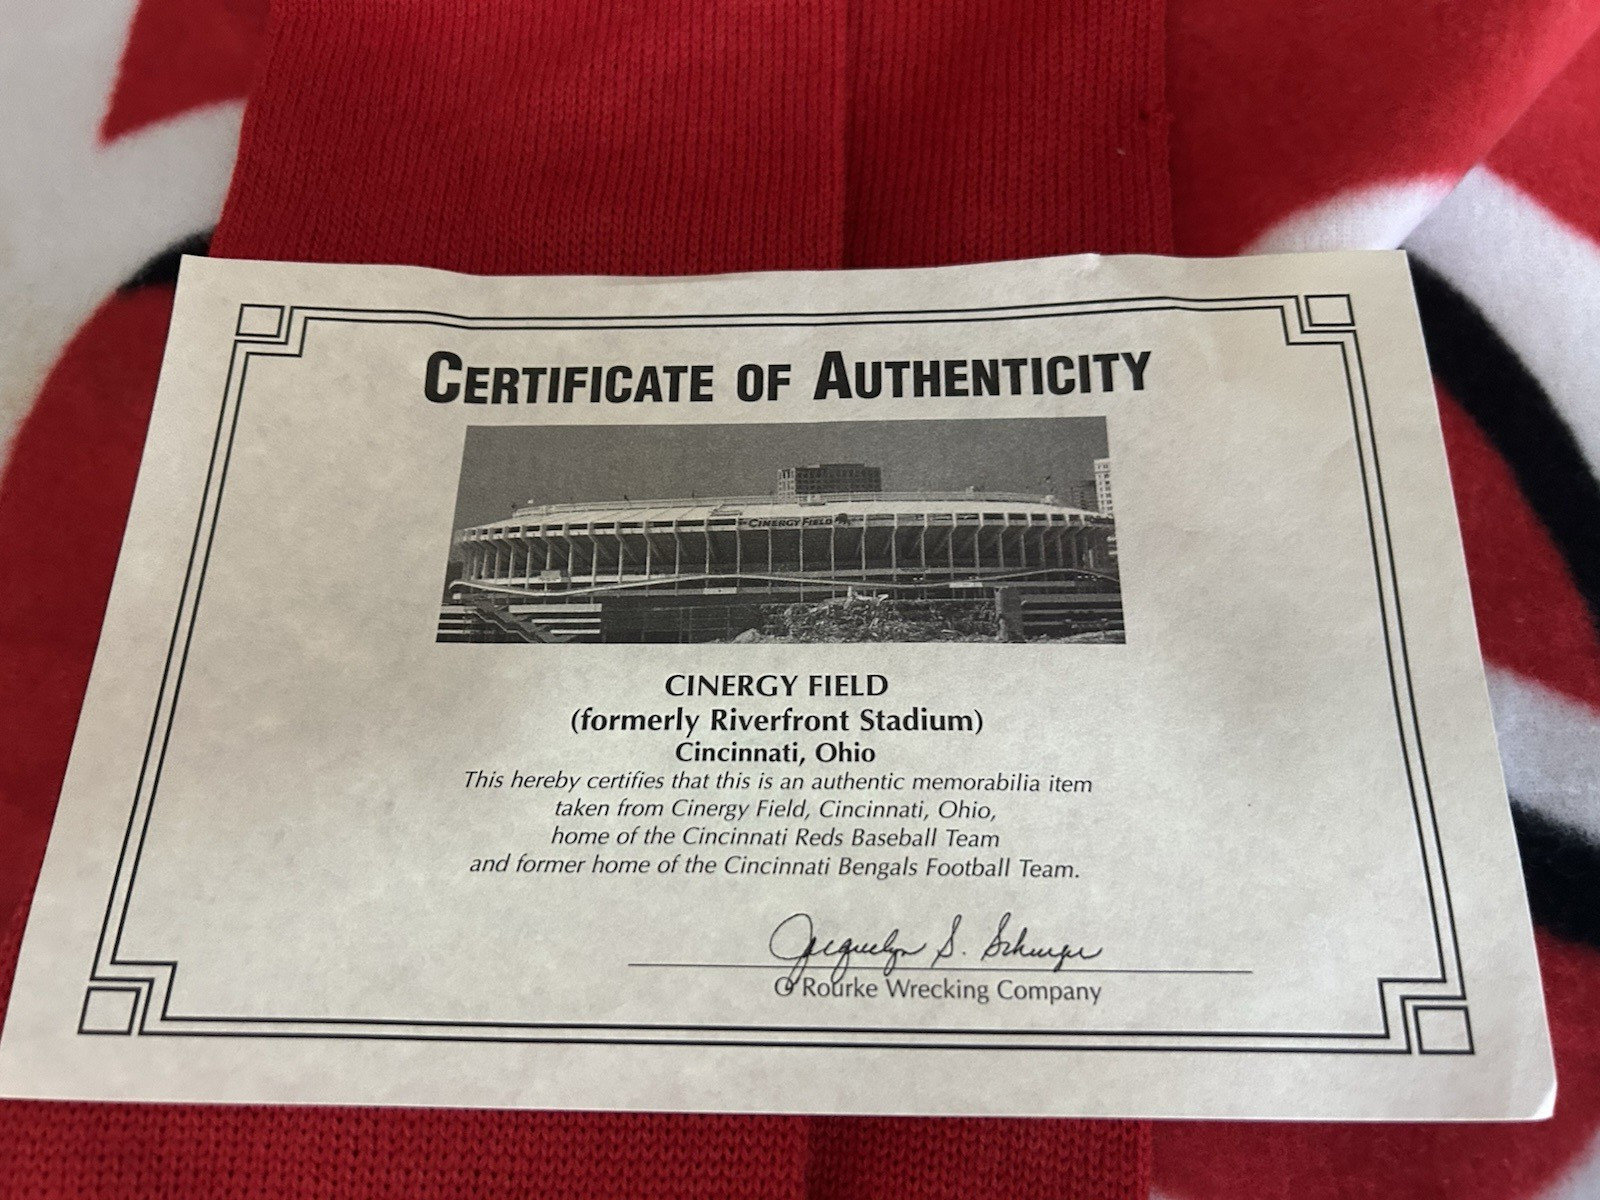 CERTIFICATE OF AUTHENTICITY
CINERGY FIELD
CINERGY FIELD
(formerly Riverfront Stadium)
Cincinnati, Ohio
This hereby certifies that this is an authentic memorabilia item
taken from Cinergy Field, Cincinnati, Ohio,
home of the Cincinnati Reds Baseball Team
and former home of the Cincinnati Bengals Football Team.
Jacquelyn S.
O'Rourke Wrecking Company